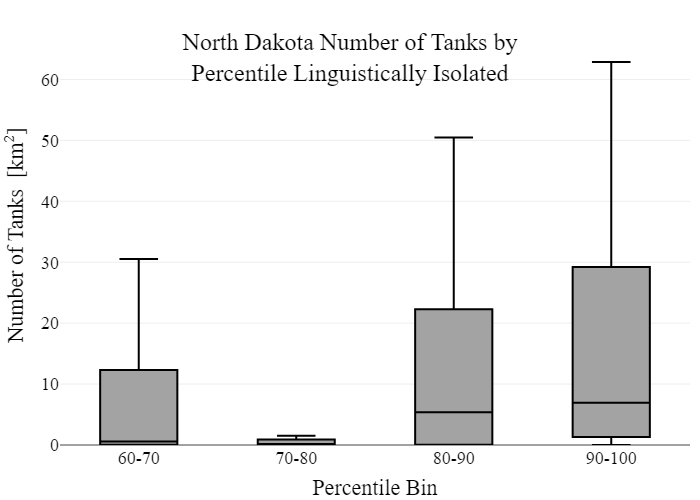 North Dakota Number of Tanks by
Percentile Linguistically Isolated
Number of Tanks [km²]
60
50
40
30
20
10
0
60-70
70-80
80-90
90-100
Percentile Bin